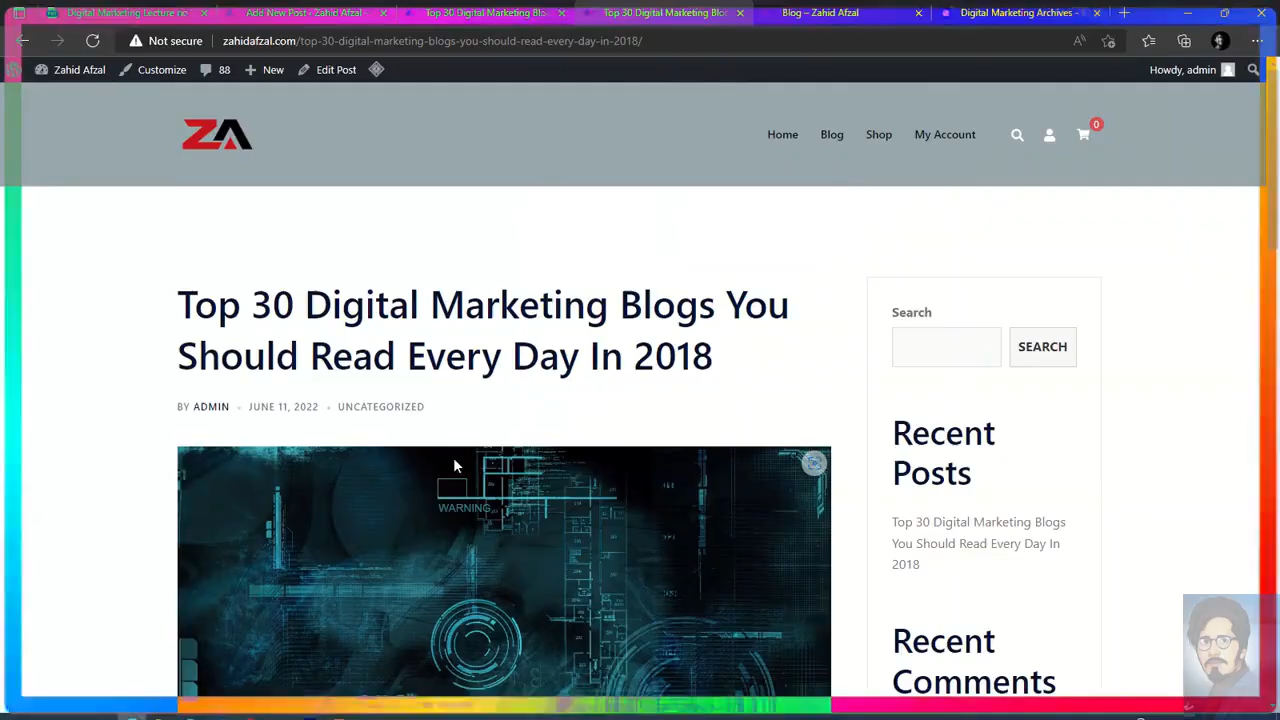 Digital Marketing Lecture no
Add New Post - Zahid Afzal -
Top 30 Digital Marketing Blo
Top 30 Digital Marketing Blo
Blog – Zahid Afzal
Digital Marketing Archives -
Not secure
zahidafzal.com/top-30-digital-marketing-blogs-you-should-read-every-day-in-2018/
Zahid Afzal
Customize
88
New
Edit Post
Howdy, admin
ZA
Home
Blog
Shop
My Account
0
Top 30 Digital Marketing Blogs You
Should Read Every Day In 2018
BY ADMIN
JUNE 11, 2022
UNCATEGORIZED
WARNING
Search
SEARCH
Recent
Posts
Top 30 Digital Marketing Blogs
You Should Read Every Day In
2018
Recent
Comments